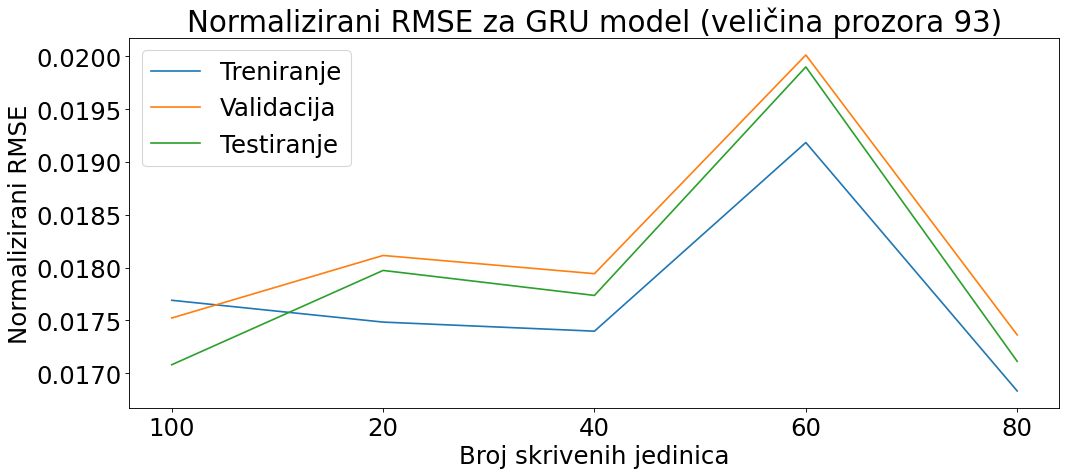 Normalizirani RMSE za GRU model (veličina prozora 93)
Treniranje
Validacija
Testiranje
Normalizirani RMSE
0.0200
0.0195
0.0190
0.0185
0.0180
0.0175
0.0170
100 20 40 60 80
Broj skrivenih jedinica